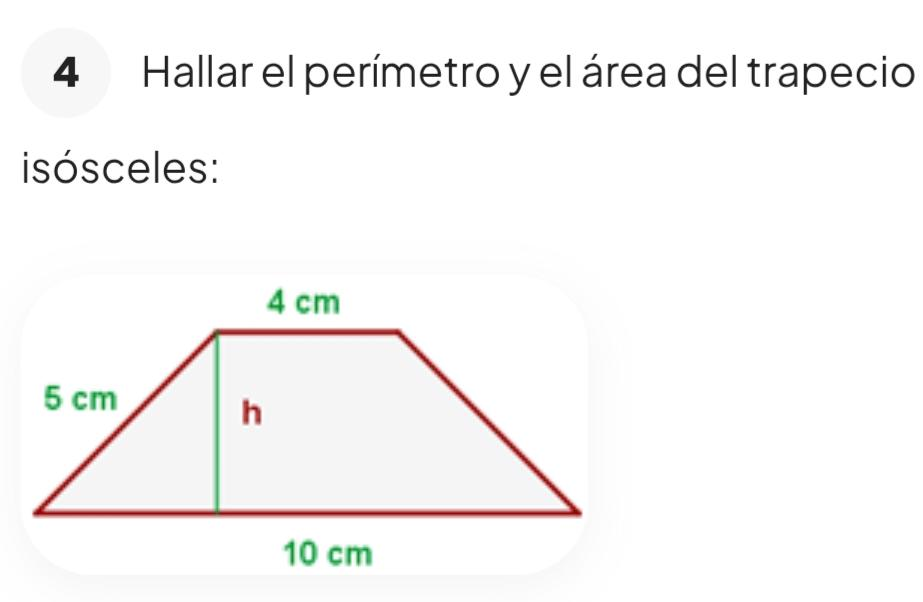 4 Hallar el perímetro y el área del trapecio
isósceles:
4 cm
5 cm
h
10 cm